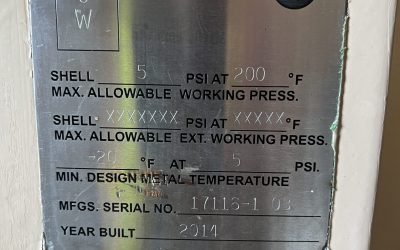 W
SHELL 5 PSI AT 200 °F
MAX. ALLOWABLE WORKING PRESS.
SHELL XXXXXXX PSI AT XXXXX °F
MAX. ALLOWABLE EXT. WORKING PRESS.
-20 °F AT 5 PSI.
MIN. DESIGN METAL TEMPERATURE
MFGS. SERIAL NO. 17116-1 03
YEAR BUILT 2014